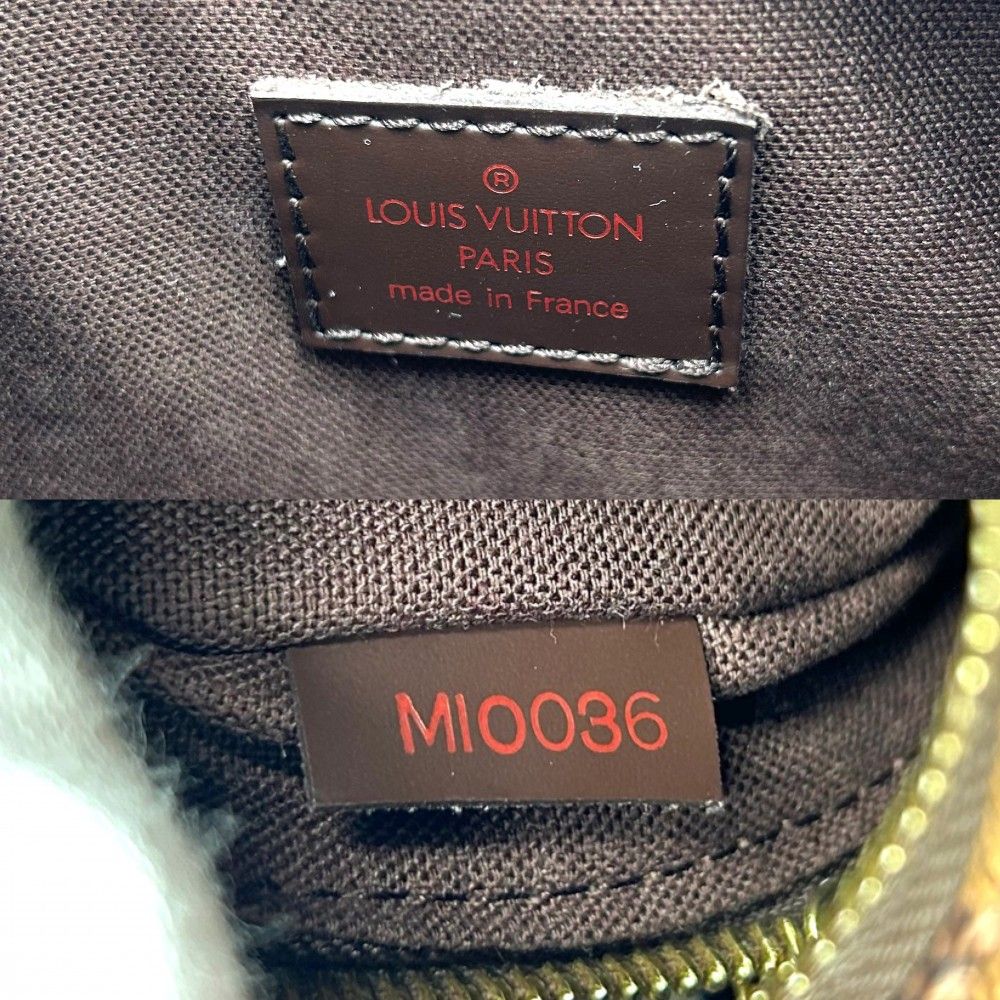 ®
LOUIS VUITTON
PARIS
made in France
MI0036